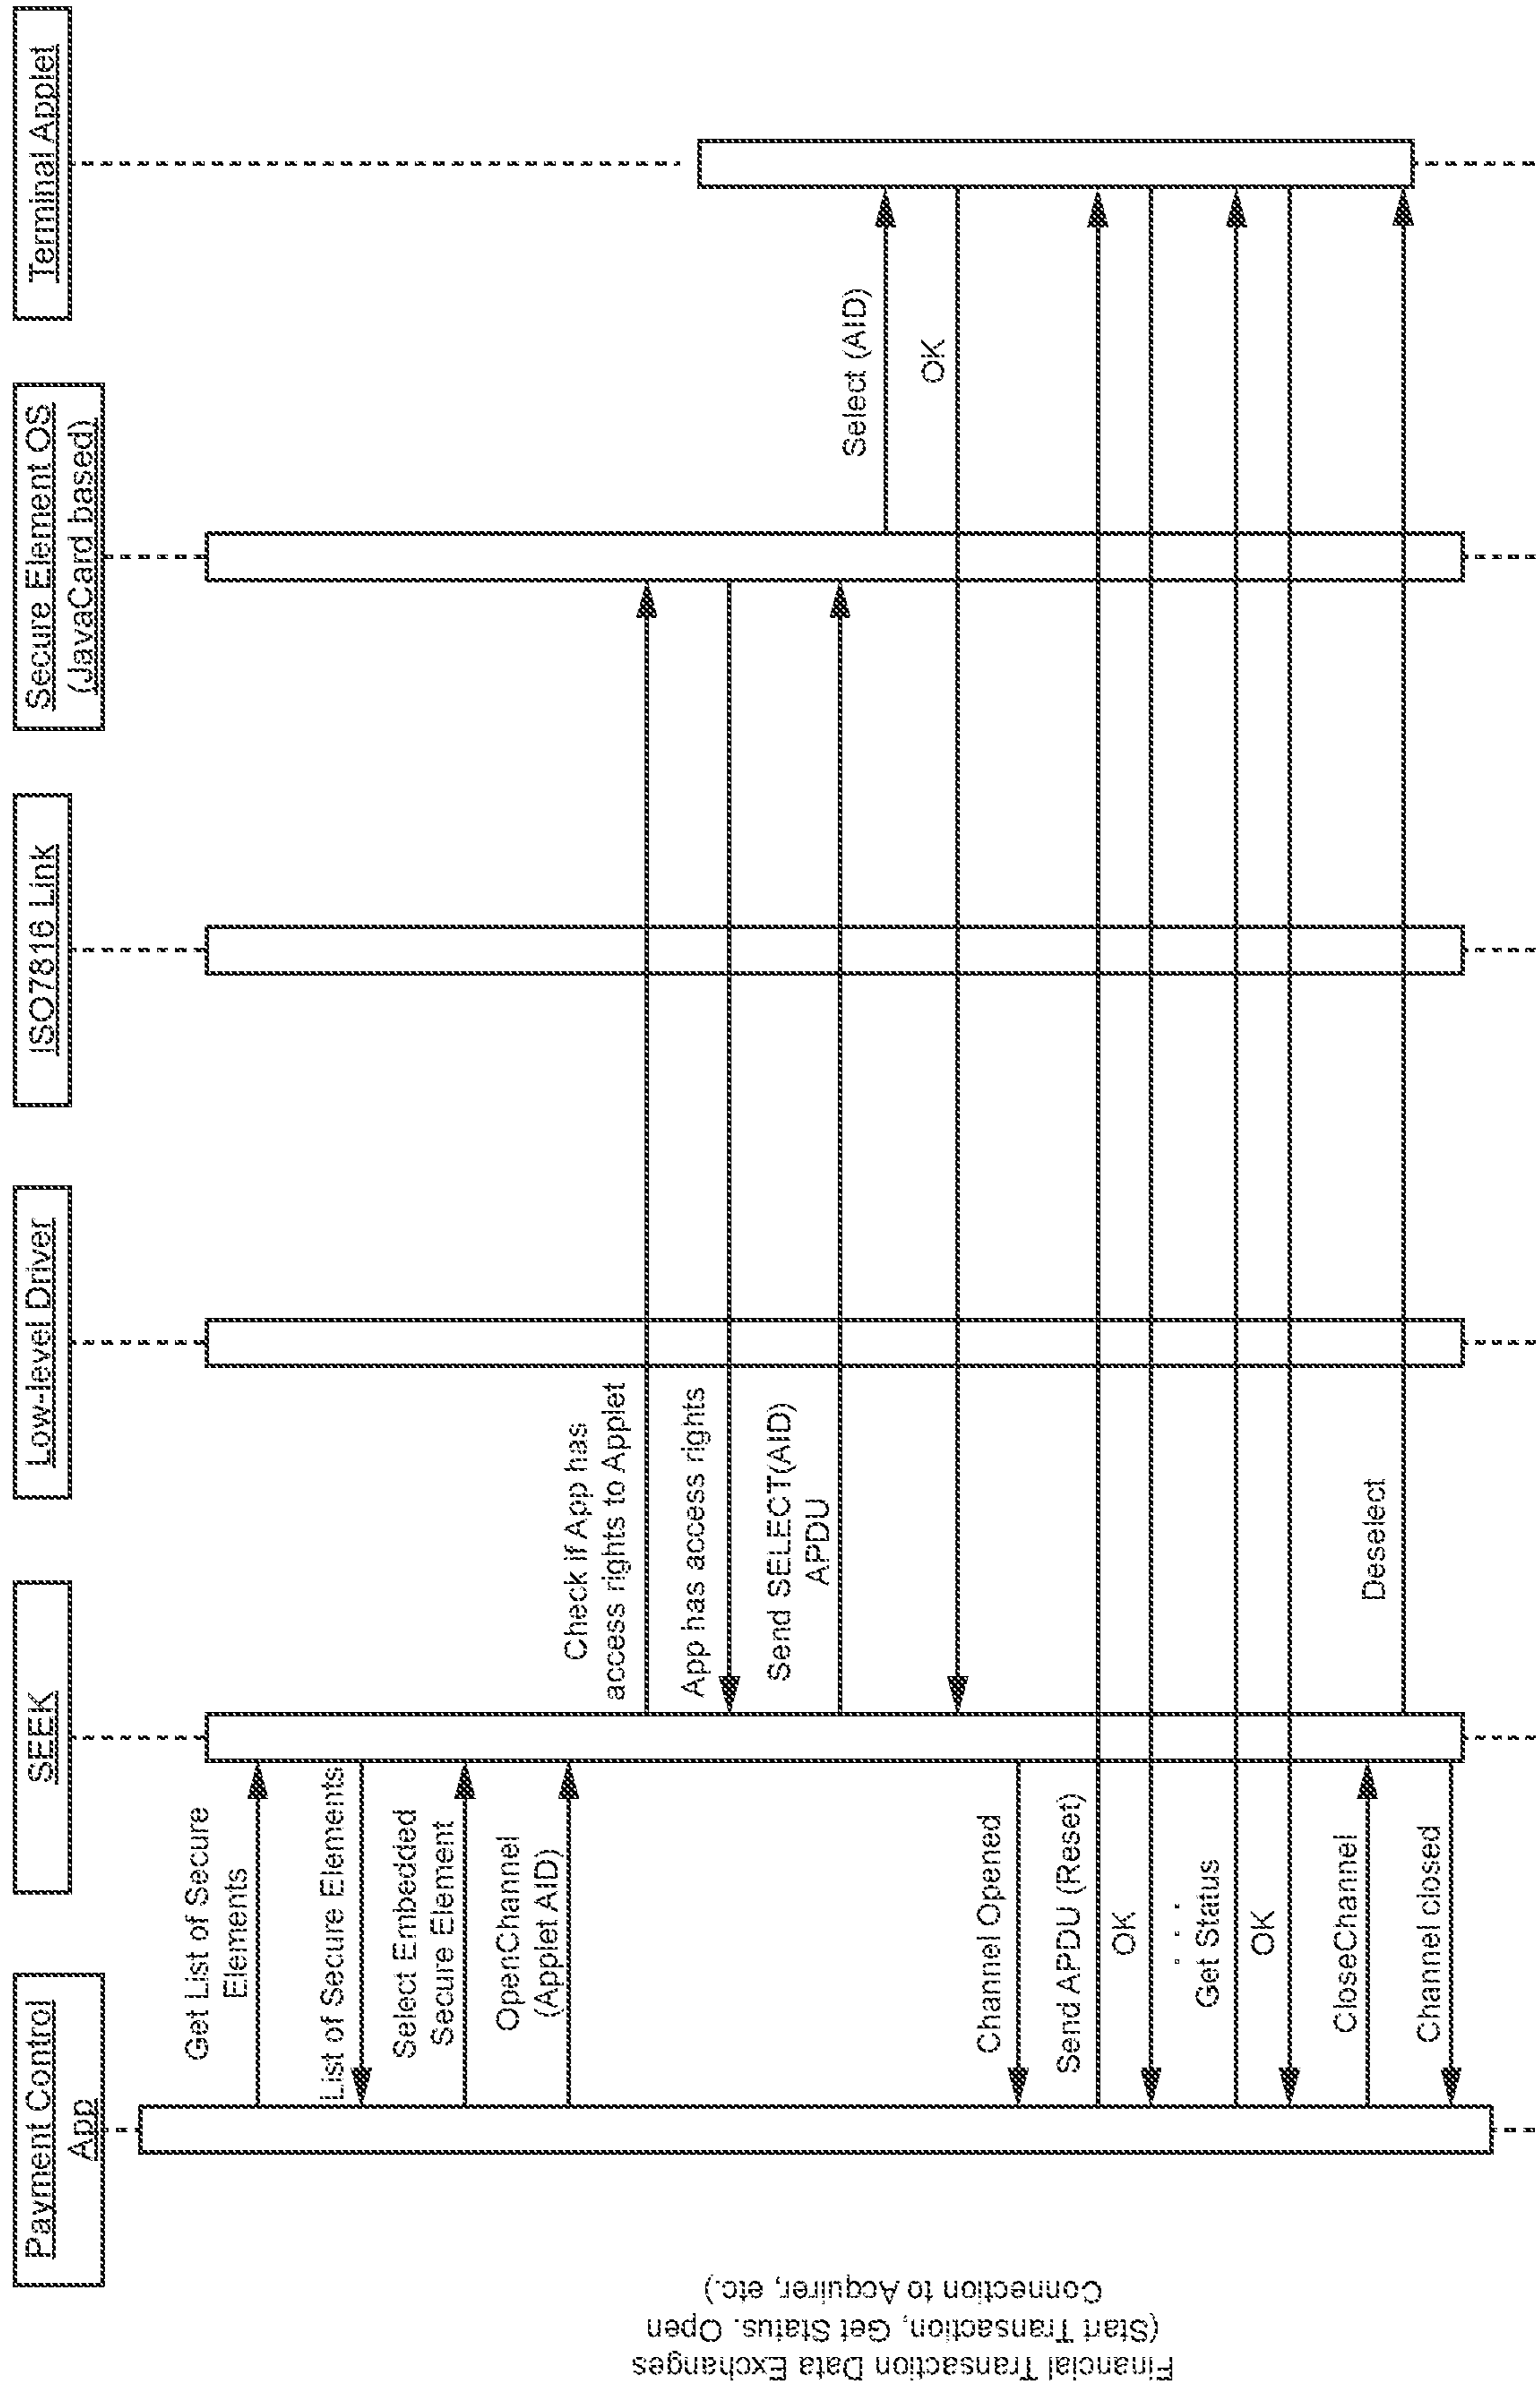 Payment Control
App
SEEK
Low-level Driver
ISO7816 Link
Secure Element OS
(JavaCard based)
Terminal Applet
Get List of Secure
Elements
List of Secure Elements
Select Embedded
Secure Element
OpenChannel
(Applet AID)
Check if App has
access rights to Applet
App has access rights
Send SELECT(AID)
APDU
Select (AID)
OK
Channel Opened
Send APDU (Reset)
OK
. . .
Get Status
OK
CloseChannel
Deselect
Channel closed
Financial Transaction Data Exchanges
(Start Transaction, Get Status. Open
Connection to Acquirer, etc.)